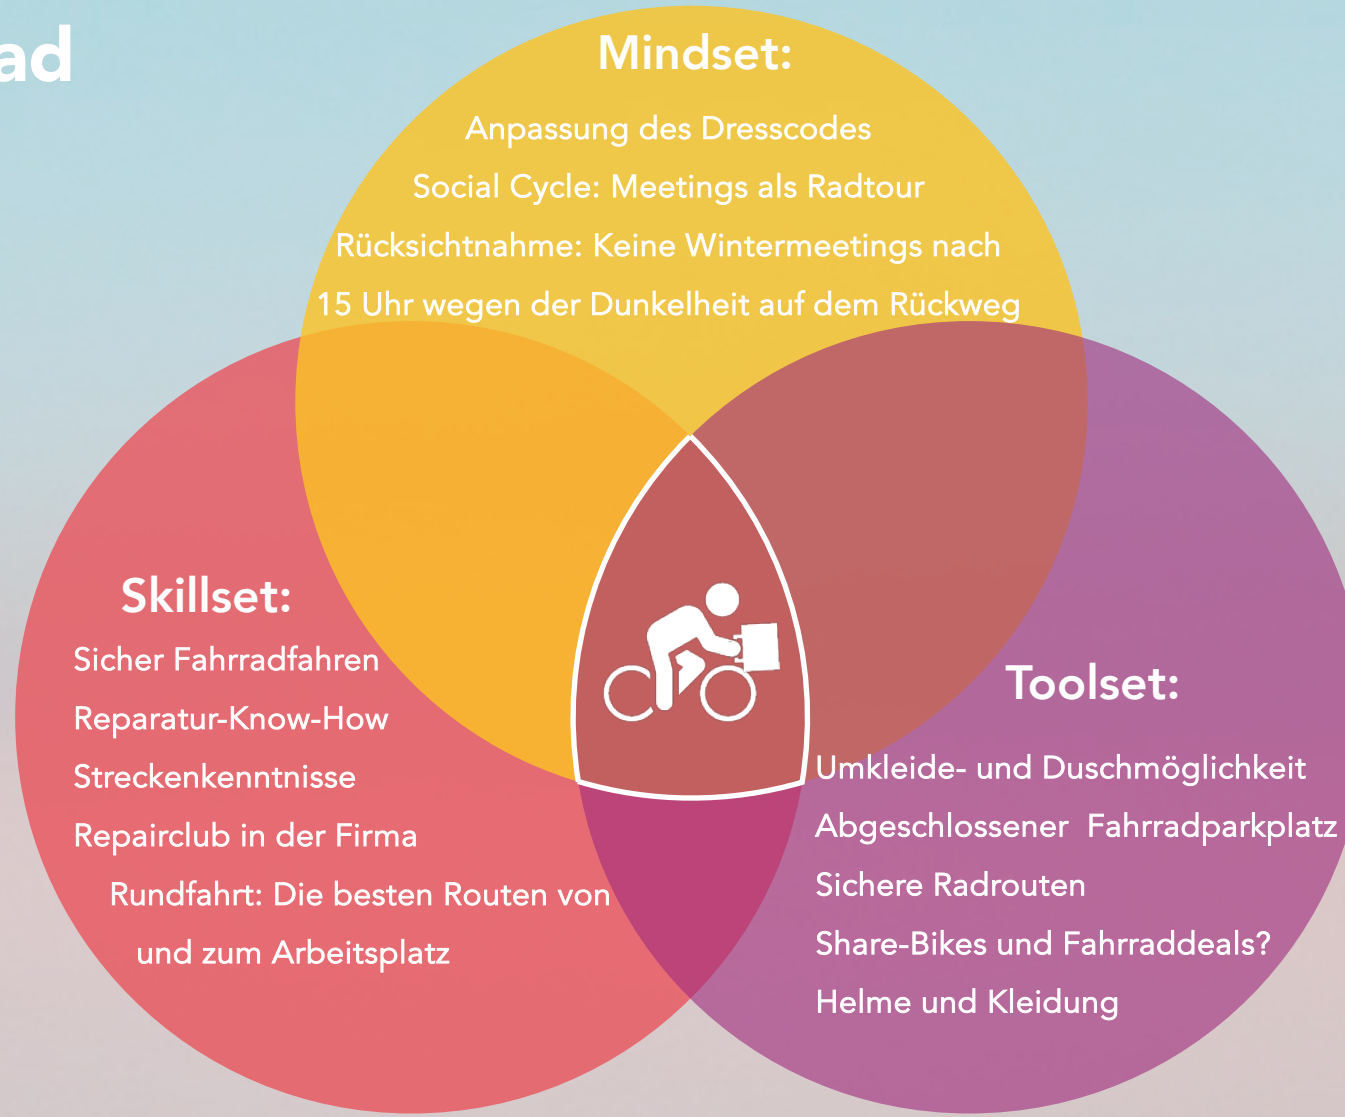 ad
Mindset:
Anpassung des Dresscodes
Social Cycle: Meetings als Radtour
Rücksichtnahme: Keine Wintermeetings nach
15 Uhr wegen der Dunkelheit auf dem Rückweg
Skillset:
Sicher Fahrradfahren
Reparatur-Know-How
Streckenkenntnisse
Repairclub in der Firma
Rundfahrt: Die besten Routen von
und zum Arbeitsplatz
Toolset:
Umkleide- und Duschmöglichkeit
Abgeschlossener Fahrradparkplatz
Sichere Radrouten
Share-Bikes und Fahrraddeals?
Helme und Kleidung